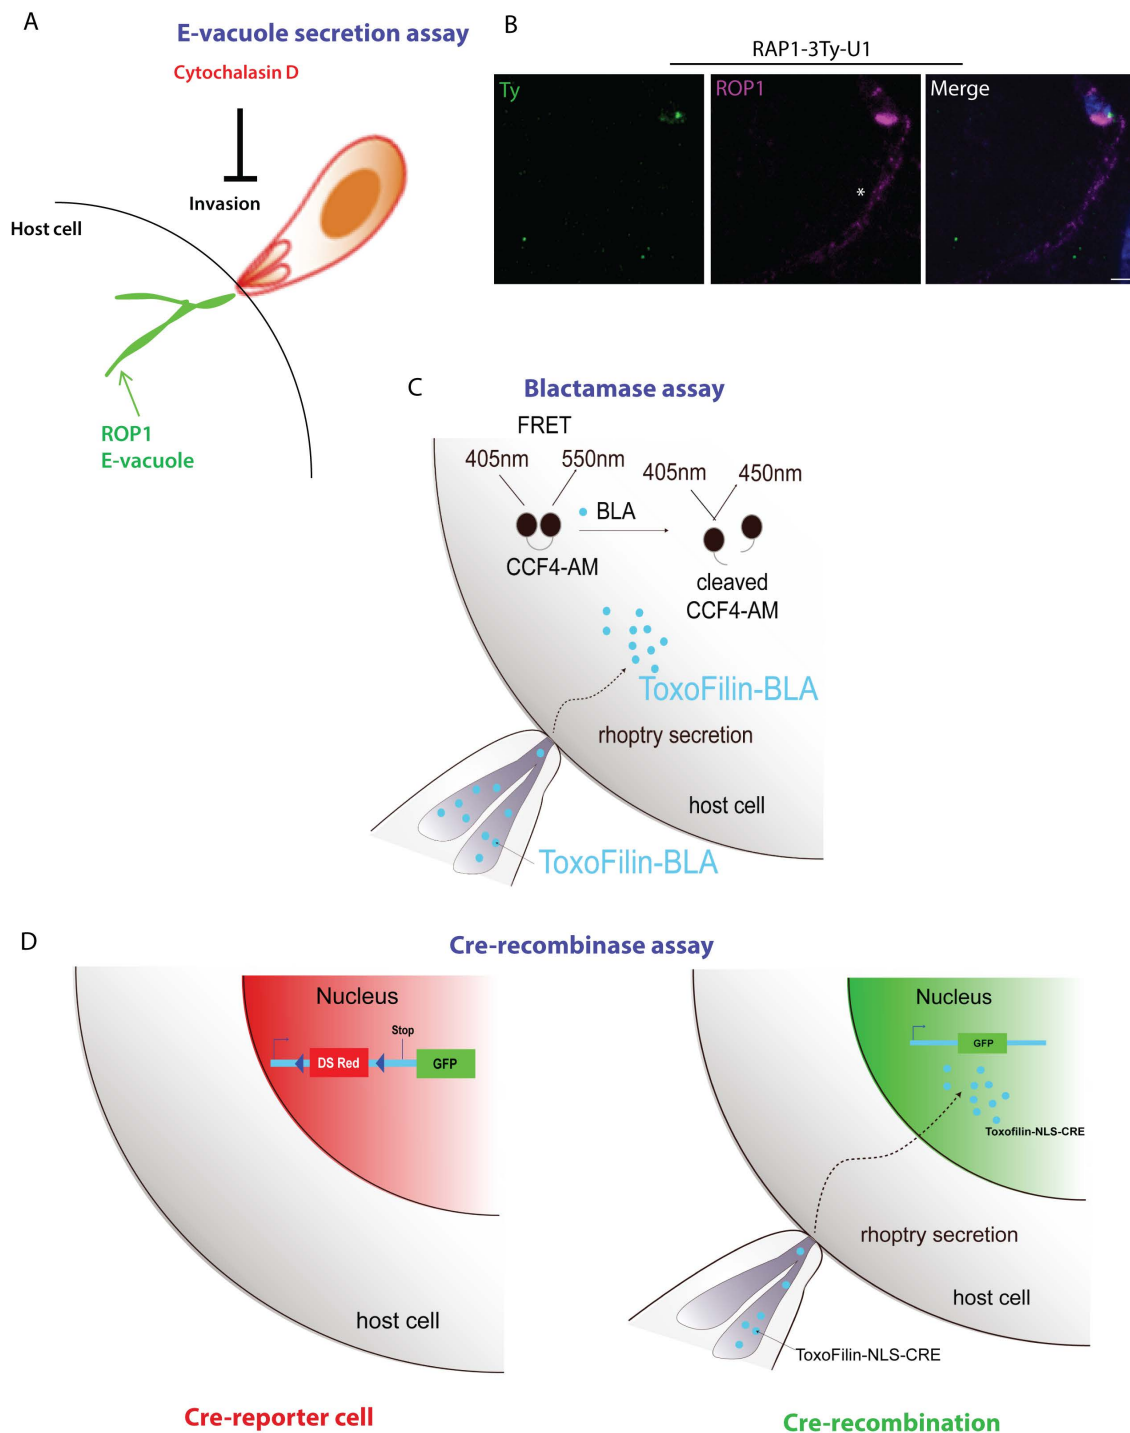 A
E-vacuole secretion assay
Cytochalasin D
Invasion
Host cell
ROP1
E-vacuole
B
RAP1-3Ty-U1
Ty
ROP1
Merge
*
C
Blactamase assay
FRET
405nm
550nm
405nm
450nm
BLA
CCF4-AM
cleaved
CCF4-AM
ToxoFilin-BLA
rhoptry secretion
host cell
ToxoFilin-BLA
D
Cre-recombinase assay
Nucleus
Stop
DS Red
GFP
host cell
Cre-reporter cell
Nucleus
GFP
Toxofilin-NLS-CRE
rhoptry secretion
host cell
ToxoFilin-NLS-CRE
Cre-recombination